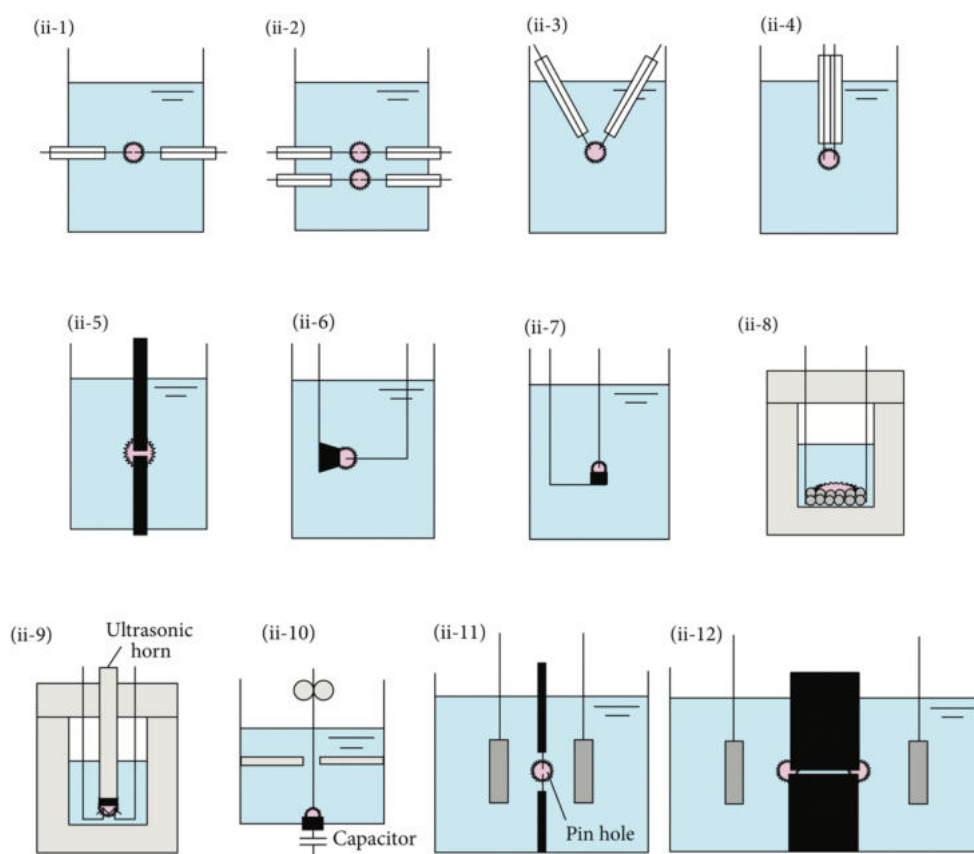 (ii-1)
(ii-2)
(ii-3)
(ii-4)
(ii-5)
(ii-6)
(ii-7)
(ii-8)
(ii-9)
Ultrasonic
horn
(ii-10)
Capacitor
(ii-11)
Pin hole
(ii-12)